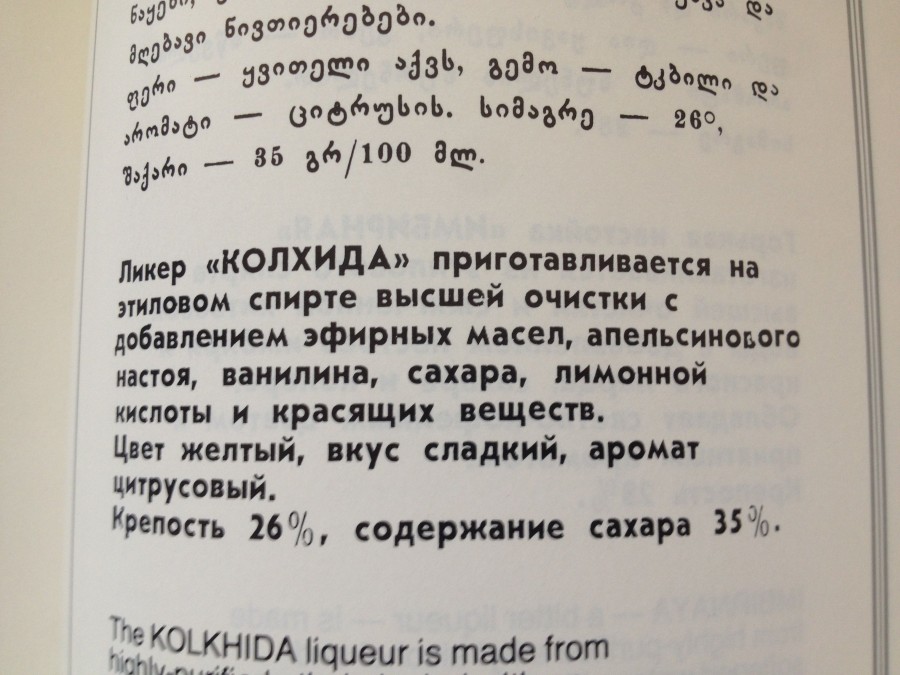 მღებავი ნივთიერებები.
ფერი — ყვითელი აქვს, გემო — ტკბილი და
არომატი — ციტრუსის. სიმაგრე — 26°,
შაქარი — 35 გრ/100 მლ.
Ликер «КОЛХИДА» приготавливается на
этиловом спирте высшей очистки с
добавлением эфирных масел, апельсинового
настоя, ванилина, сахара, лимонной
кислоты и красящих веществ.
Цвет желтый, вкус сладкий, аромат
цитрусовый.
Крепость 26%, содержание сахара 35%.
The KOLKHIDA liqueur is made from